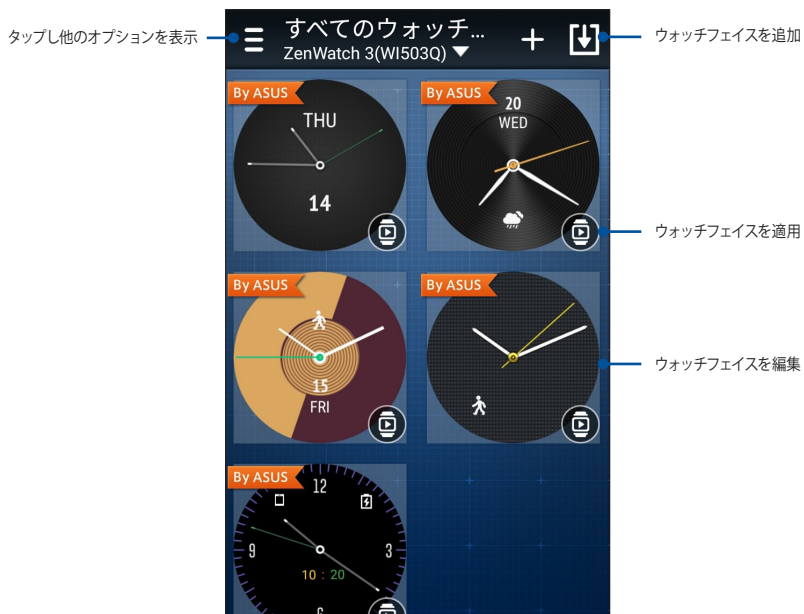 タップし他のオプションを表示
すべてのウォッチ...
ZenWatch 3(WI503Q)
ウォッチフェイスを追加
By ASUS
THU
14
By ASUS
20
WED
ウォッチフェイスを適用
By ASUS
15
FRI
By ASUS
ウォッチフェイスを編集
By ASUS
12
9
3
10 : 20
6